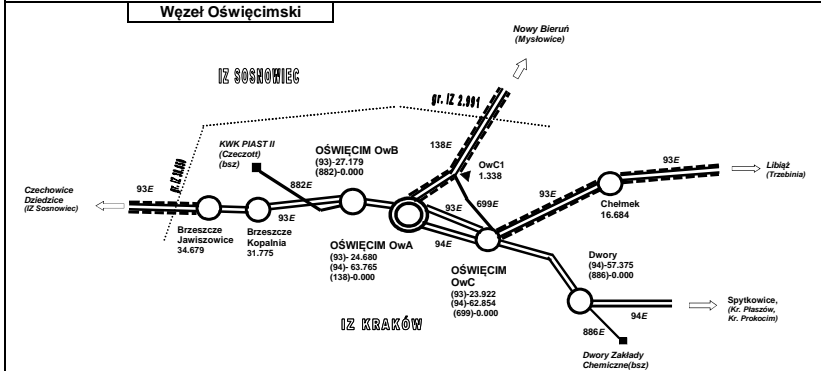 Węzeł Oświęcimski
Nowy Bieruń
(Mysłowice)
IZ SOSNOWIEC
gr. IZ 2.991
KWK PIAST II
(Czeczott)
(bsz)
OŚWIĘCIM OwB
(93)-27.179
(882)-0.000
138E
OwC1
1.338
93E
Libiąż
(Trzebinia)
93E
Czechowice
Dziedzice
(IZ Sosnowiec)
93E
882E
93E
699E
93E
Chełmek
16.684
Brzeszcze
Jawiszowice
34.679
Brzeszcze
Kopalnia
31.775
OŚWIĘCIM OwA
(93)- 24.680
(94)- 63.765
(138)-0.000
94E
OŚWIĘCIM
OwC
(93)-23.922
(94)-62.854
(699)-0.000
Dwory
(94)-57.375
(886)-0.000
Spytkowice,
(Kr. Płaszów,
Kr. Prokocim)
94E
IZ KRAKÓW
886E
Dwory Zakłady
Chemiczne(bsz)